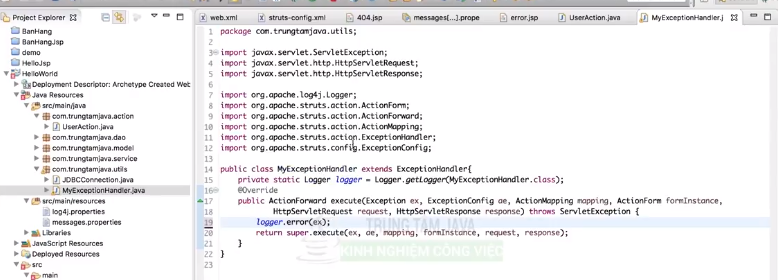 Project Explorer
web.xml struts-config.xml 404.jsp messages[...].prope error.jsp UserAction.java MyExceptionHandler.j
BanHang
BanHangJsp
demo
HelloJsp
HelloWorld
Deployment Descriptor: Archetype Created Web
Java Resources
src/main/java
com.trungtamjava.action
UserAction.java
com.trungtamjava.dao
com.trungtamjava.model
com.trungtamjava.service
com.trungtamjava.utils
JDBCConnection.java
MyExceptionHandler.java
src/main/resources
log4j.properties
messages.properties
Libraries
JavaScript Resources
Deployed Resources
src
main
1 package com.trungtamjava.utils;
2
3 import javax.servlet.ServletException;
4 import javax.servlet.http.HttpServletRequest;
5 import javax.servlet.http.HttpServletResponse;
6
7 import org.apache.log4j.Logger;
8 import org.apache.struts.action.ActionForm;
9 import org.apache.struts.action.ActionForward;
10 import org.apache.struts.action.ActionMapping;
11 import org.apache.struts.action.ExceptionHandler;
12 import org.apache.struts.config.ExceptionConfig;
13
14 public class MyExceptionHandler extends ExceptionHandler{
15 private static Logger logger = Logger.getLogger(MyExceptionHandler.class);
16 @Override
17 public ActionForward execute(Exception ex, ExceptionConfig ae, ActionMapping mapping, ActionForm formInstance,
18 HttpServletRequest request, HttpServletResponse response) throws ServletException {
19 logger.error(ex);
20 return super.execute(ex, ae, mapping, formInstance, request, response);
21 }
22 }
23
TRUNG TAM JAVA
KINH NGHIỆM CÔNG VIỆC